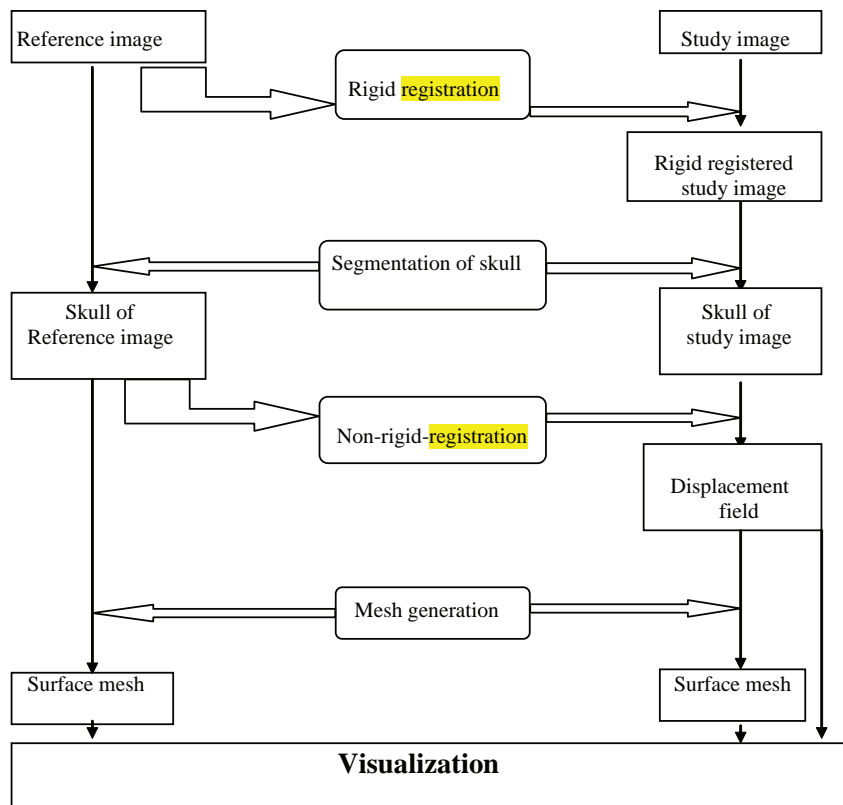 Reference image
Study image
Rigid registration
Rigid registered
study image
Segmentation of skull
Skull of
Reference image
Skull of
study image
Non-rigid-registration
Displacement
field
Mesh generation
Surface mesh
Surface mesh
Visualization